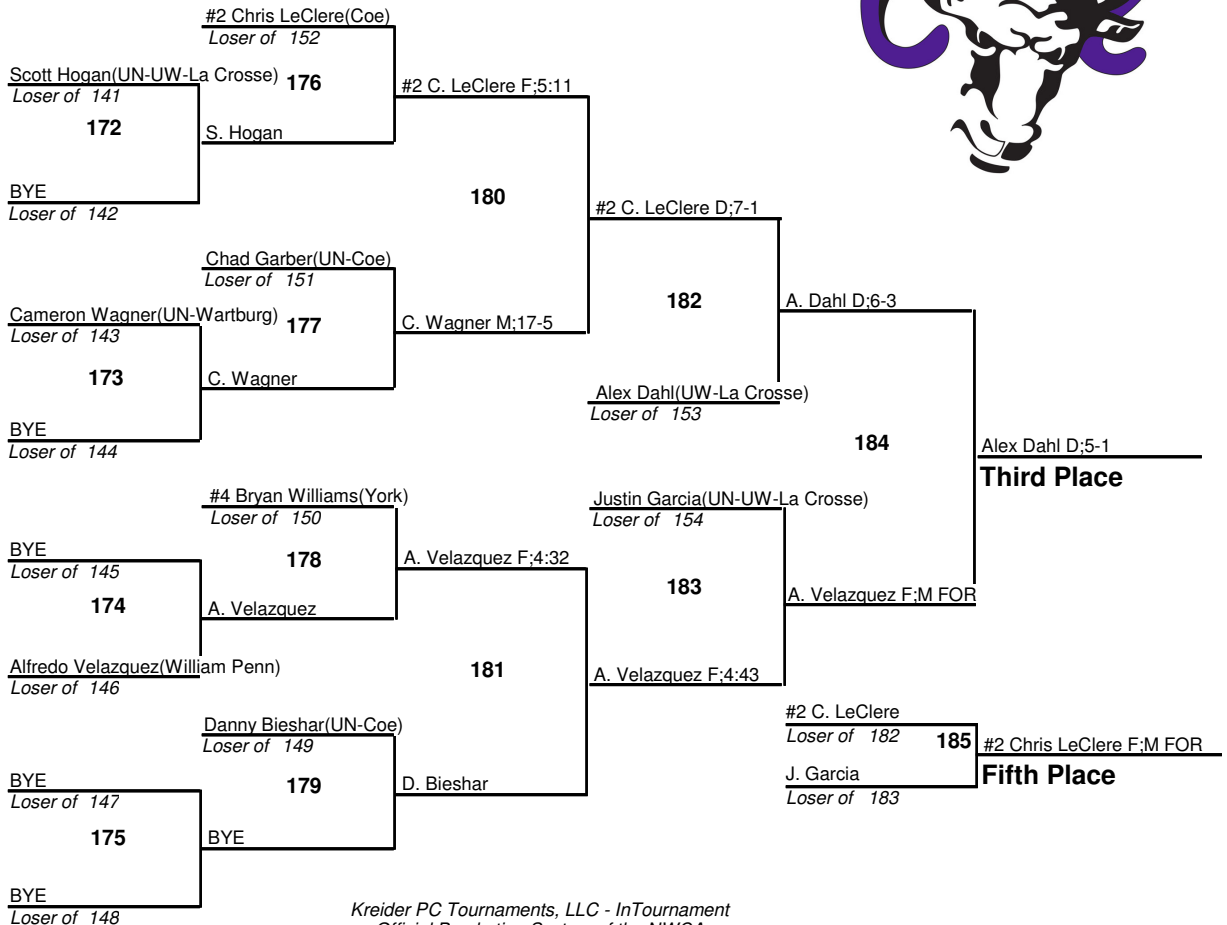 #2 Chris LeClere(Coe)
Loser of 152
Scott Hogan(UN-UW-La Crosse)
176
Loser of 141
#2 C. LeClere F;5:11
172
S. Hogan
BYE
Loser of 142
180
#2 C. LeClere D;7-1
Chad Garber(UN-Coe)
Loser of 151
Cameron Wagner(UN-Wartburg)
177
Loser of 143
C. Wagner M;17-5
182
A. Dahl D;6-3
173
C. Wagner
Alex Dahl(UW-La Crosse)
Loser of 153
BYE
Loser of 144
184
Alex Dahl D;5-1
Third Place
#4 Bryan Williams(York)
Loser of 150
Justin Garcia(UN-UW-La Crosse)
Loser of 154
BYE
Loser of 145
178
A. Velazquez F;4:32
183
174
A. Velazquez
A. Velazquez F;M FOR
Alfredo Velazquez(William Penn)
Loser of 146
181
A. Velazquez F;4:43
Danny Bieshar(UN-Coe)
Loser of 149
#2 C. LeClere
Loser of 182
185
#2 Chris LeClere F;M FOR
Fifth Place
BYE
Loser of 147
179
D. Bieshar
J. Garcia
Loser of 183
175
BYE
BYE
Loser of 148
Kreider PC Tournaments, LLC - InTournament